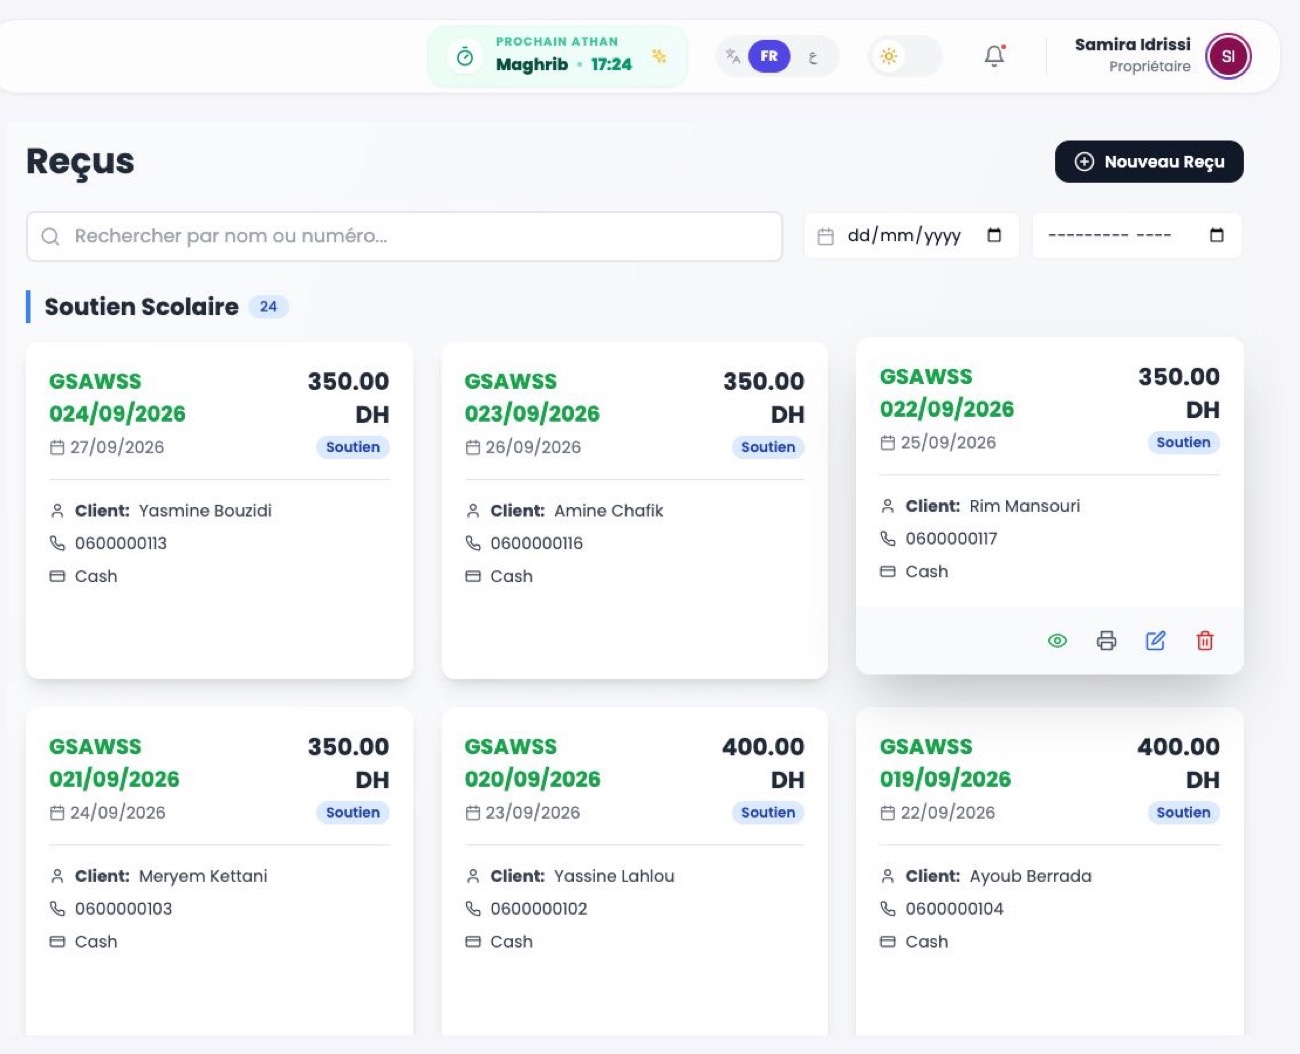 PROCHAIN ATHAN
Maghrib • 17:24
FR
ع
Samira Idrissi
Propriétaire
SI
Reçus
Nouveau Reçu
Rechercher par nom ou numéro...
dd/mm/yyyy
--------- ----
Soutien Scolaire 24
GSAWSS
024/09/2026
350.00
DH
27/09/2026
Soutien
Client: Yasmine Bouzidi
0600000113
Cash
GSAWSS
023/09/2026
350.00
DH
26/09/2026
Soutien
Client: Amine Chafik
0600000116
Cash
GSAWSS
022/09/2026
350.00
DH
25/09/2026
Soutien
Client: Rim Mansouri
0600000117
Cash
GSAWSS
021/09/2026
350.00
DH
24/09/2026
Soutien
Client: Meryem Kettani
0600000103
Cash
GSAWSS
020/09/2026
400.00
DH
23/09/2026
Soutien
Client: Yassine Lahlou
0600000102
Cash
GSAWSS
019/09/2026
400.00
DH
22/09/2026
Soutien
Client: Ayoub Berrada
0600000104
Cash